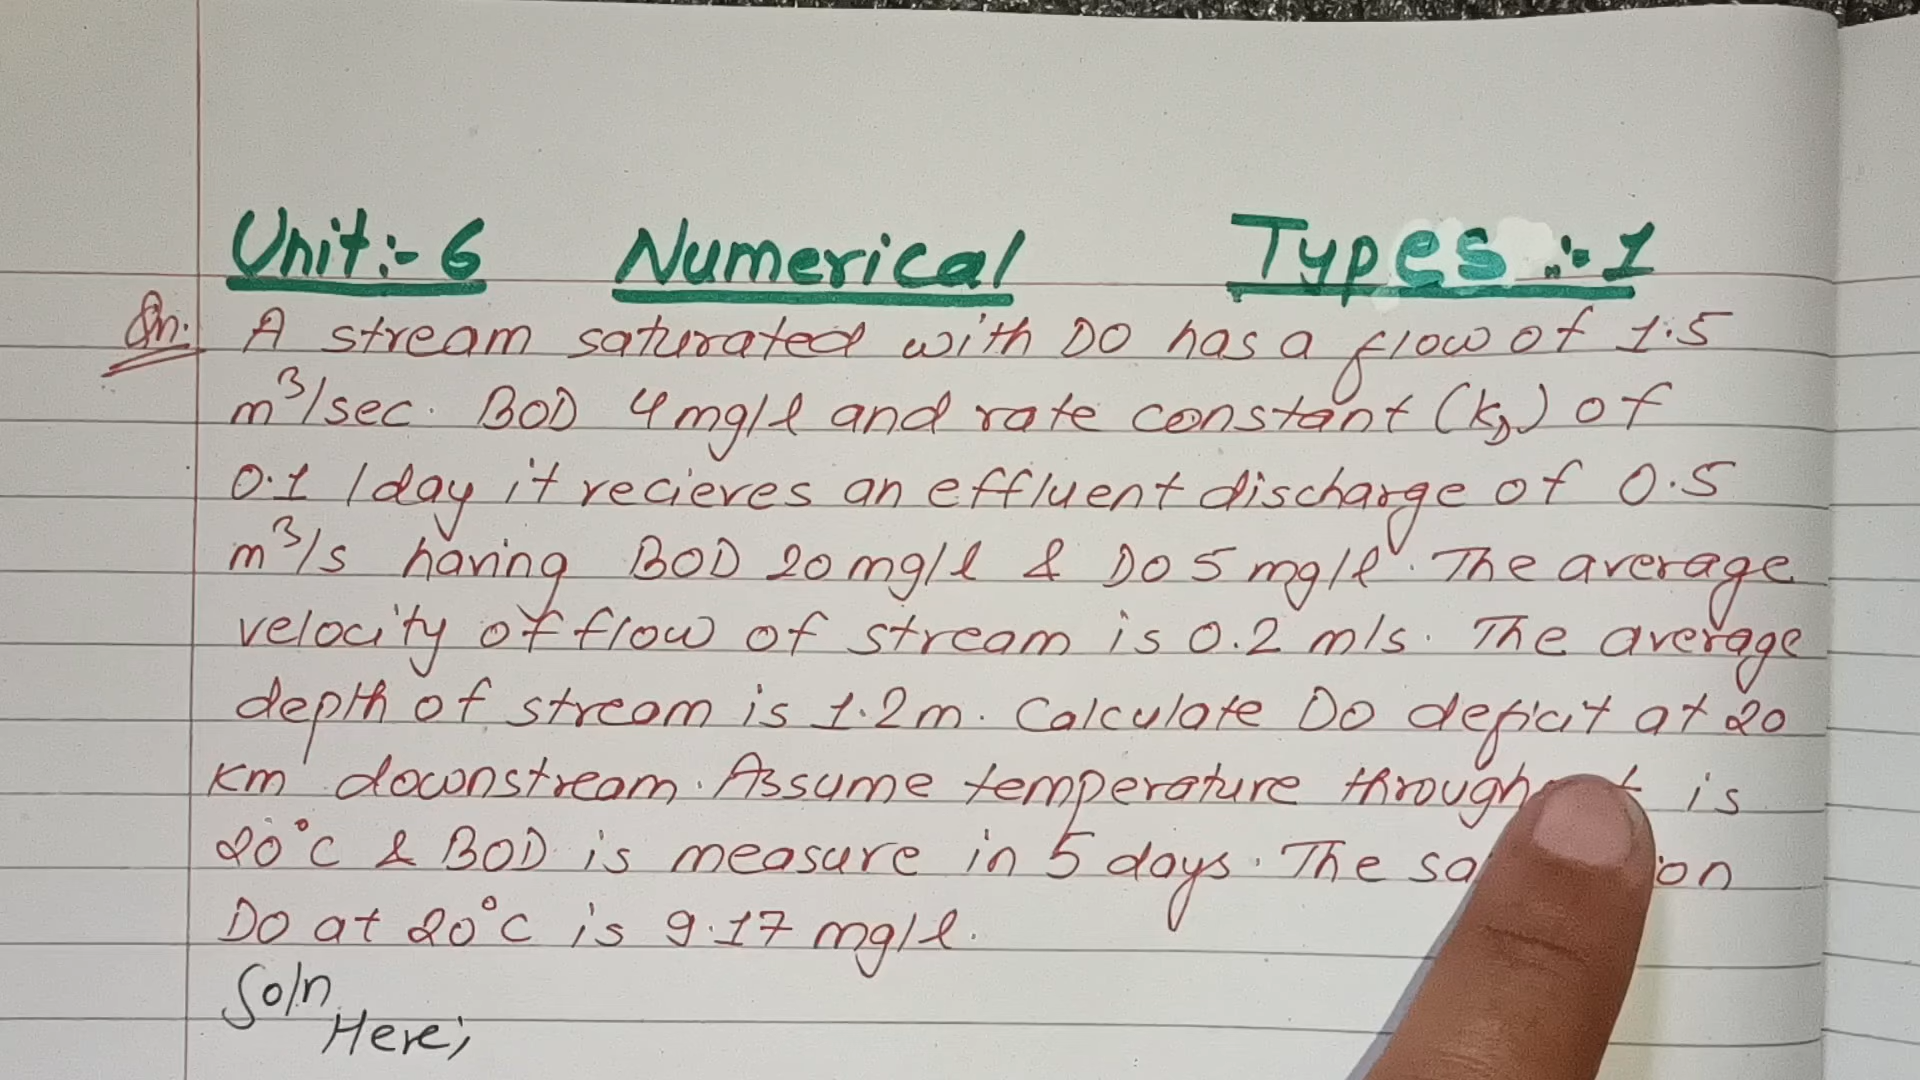 Unit:- 6 Numerical Types :- 1
Qn. A stream saturated with DO has a flow of 1.5
m³/sec. BOD 4 mg/l and rate constant (kD) of
0.1 /day it recieves an effluent discharge of 0.5
m³/s having BOD 20 mg/l & DO 5 mg/l. The average
velocity of flow of stream is 0.2 m/s. The average
depth of stream is 1.2m. Calculate DO deficit at 20
km downstream. Assume temperature is
20°C & BOD is measure in 5 days. The
DO at 20°C is 9.17 mg/l.
Soln
Here;